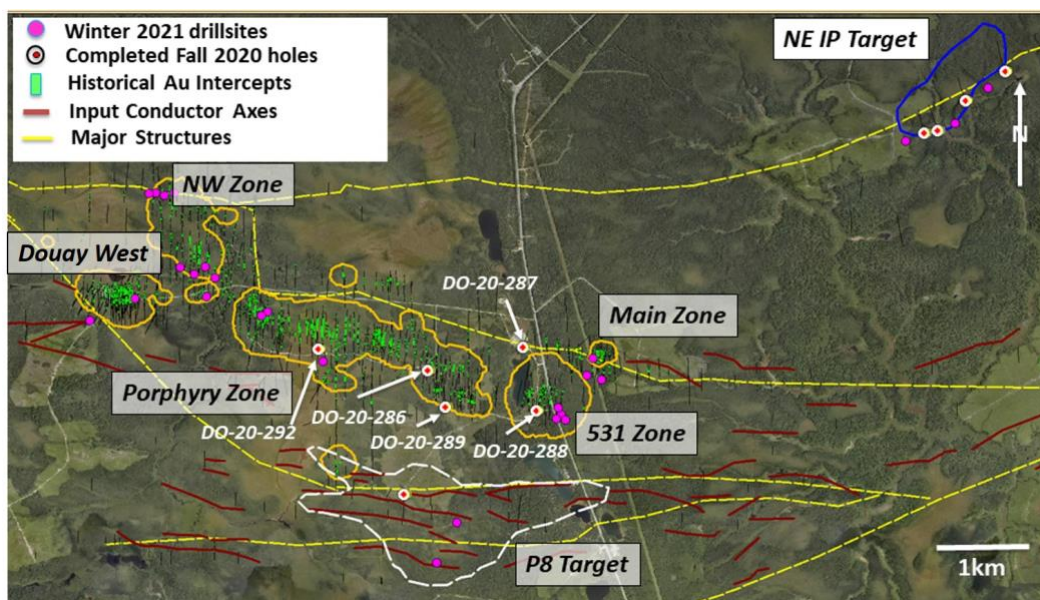 Winter 2021 drillsites
Completed Fall 2020 holes
Historical Au Intercepts
Input Conductor Axes
Major Structures
NE IP Target
N
NW Zone
Douay West
DO-20-287
Main Zone
Porphyry Zone
DO-20-286
DO-20-292
DO-20-289
DO-20-288
531 Zone
P8 Target
1km